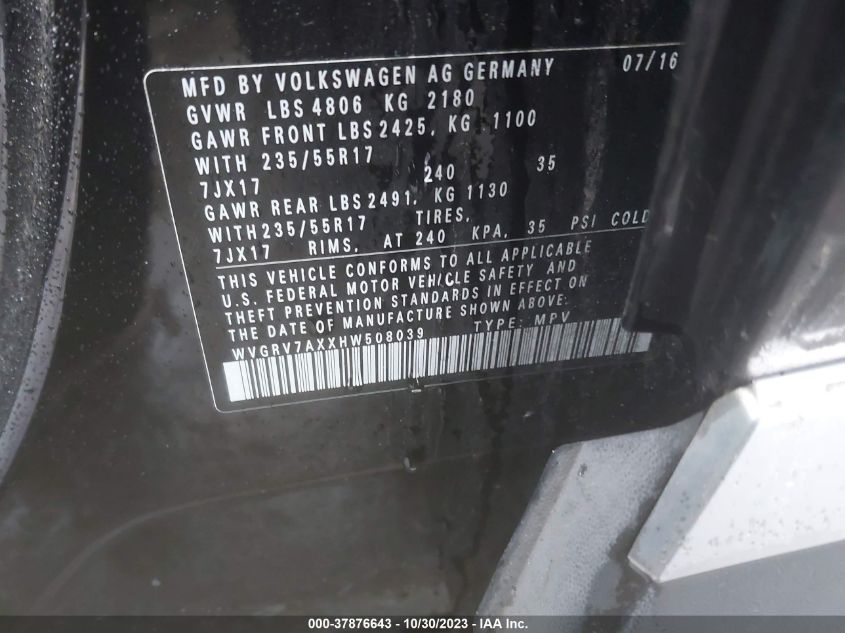 MFD BY VOLKSWAGEN AG GERMANY 07/16
GVWR LBS 4806 KG 2180
GAWR FRONT LBS 2425, KG 1100
WITH 235/55R17
7JX17 240 35
GAWR REAR LBS 2491, KG 1130
WITH 235/55R17 TIRES,
7JX17 RIMS, AT 240 KPA, 35 PSI COLD
THIS VEHICLE CONFORMS TO ALL APPLICABLE
U.S. FEDERAL MOTOR VEHICLE SAFETY AND
THEFT PREVENTION STANDARDS IN EFFECT ON
THE DATE OF MANUFACTURE SHOWN ABOVE:
WVGRV7AXXHW508039 TYPE: MPV
000-37876643 - 10/30/2023 - IAA Inc.